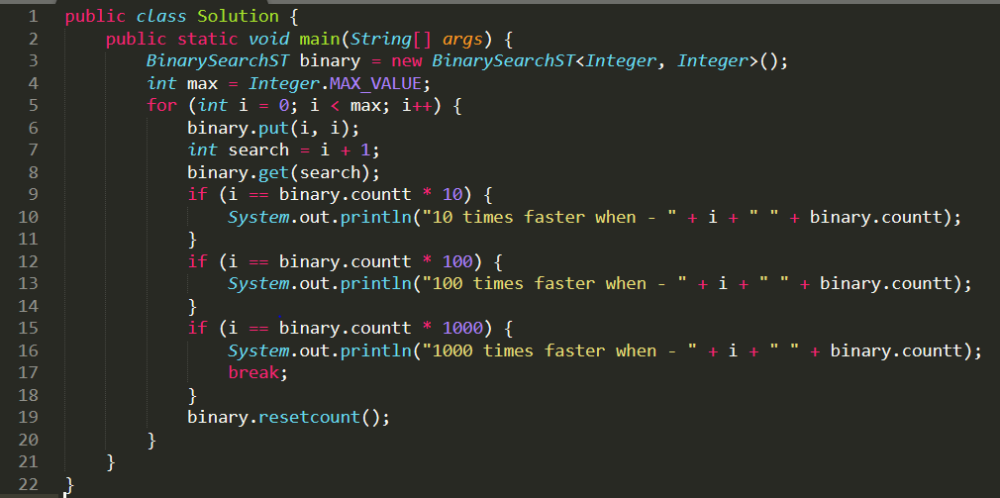 1 public class Solution {
2 public static void main(String[] args) {
3 BinarySearchST binary = new BinarySearchST<Integer, Integer>();
4 int max = Integer.MAX_VALUE;
5 for (int i = 0; i < max; i++) {
6 binary.put(i, i);
7 int search = i + 1;
8 binary.get(search);
9 if (i == binary.countt * 10) {
10 System.out.println("10 times faster when - " + i + " " + binary.countt);
11 }
12 if (i == binary.countt * 100) {
13 System.out.println("100 times faster when - " + i + " " + binary.countt);
14 }
15 if (i == binary.countt * 1000) {
16 System.out.println("1000 times faster when - " + i + " " + binary.countt);
17 break;
18 }
19 binary.resetcount();
20 }
21 }
22 }